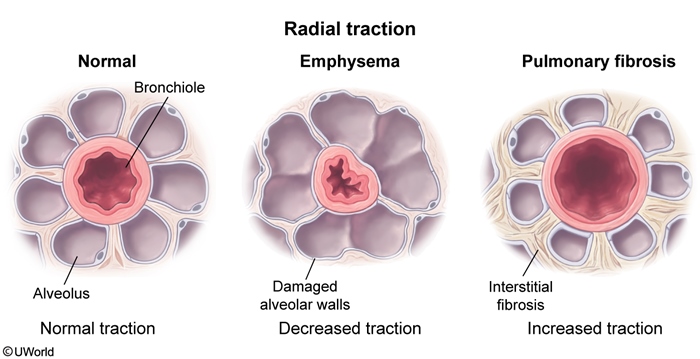 Radial traction
Normal
Emphysema
Pulmonary fibrosis
Bronchiole
Alveolus
Damaged
alveolar walls
Interstitial
fibrosis
Normal traction
Decreased traction
Increased traction
©UWorld